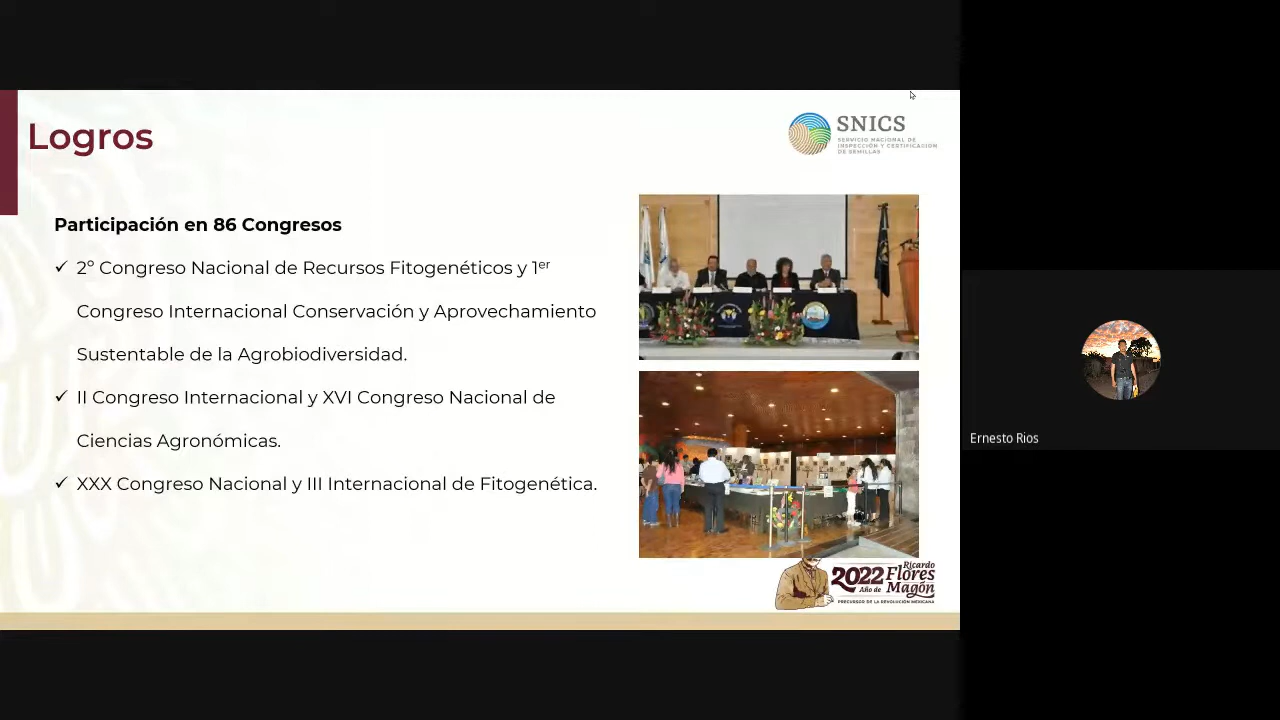 Logros
SNICS
SERVICIO NACIONAL DE
INSPECCIÓN Y CERTIFICACIÓN
DE SEMILLAS
Participación en 86 Congresos
✓ 2º Congreso Nacional de Recursos Fitogenéticos y 1er
Congreso Internacional Conservación y Aprovechamiento
Sustentable de la Agrobiodiversidad.
✓ II Congreso Internacional y XVI Congreso Nacional de
Ciencias Agronómicas.
✓ XXX Congreso Nacional y III Internacional de Fitogenética.
2022 Ricardo
Año de Flores
Magón
PRECURSOR DE LA REVOLUCIÓN MEXICANA
Ernesto Rios